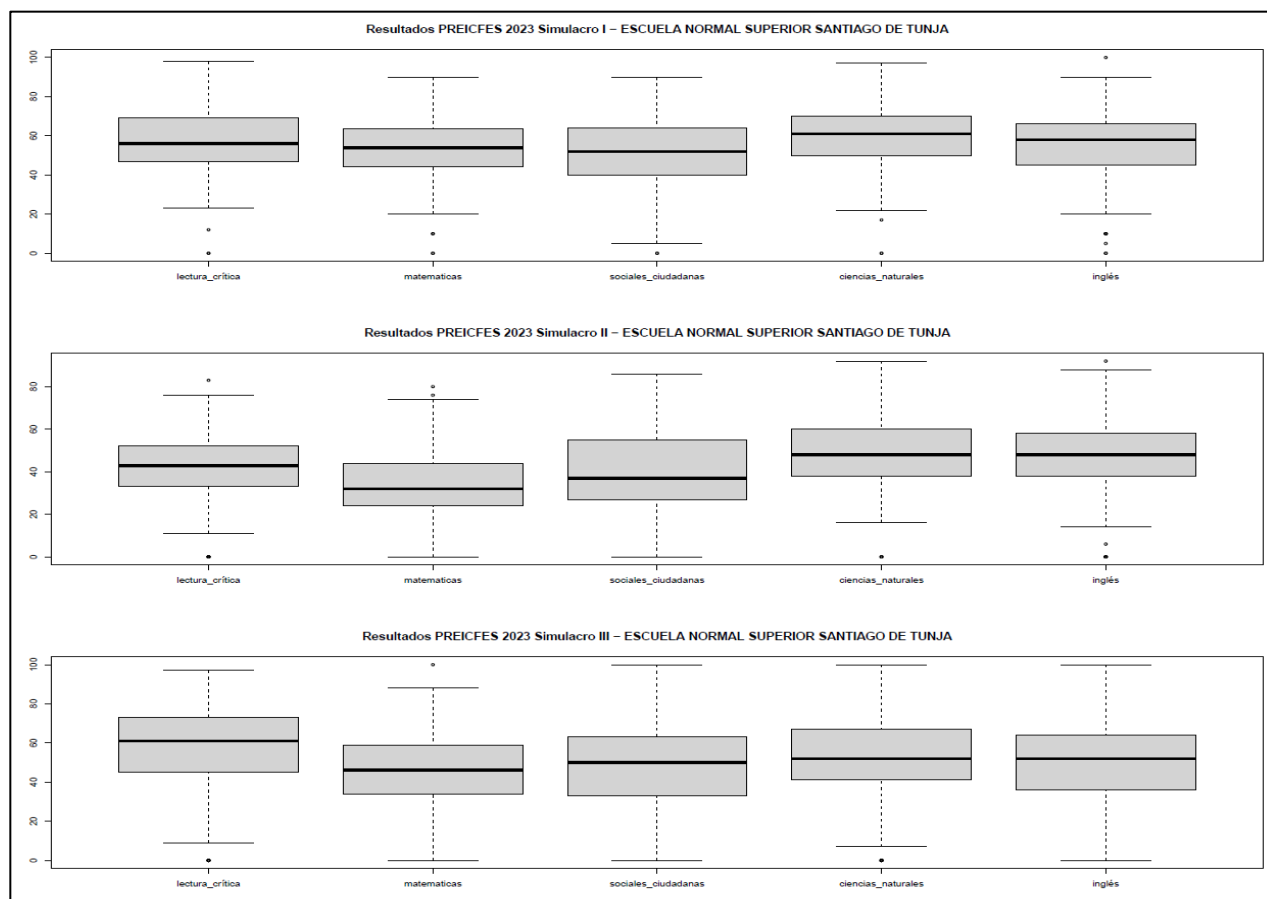 Resultados PREICFES 2023 Simulacro I – ESCUELA NORMAL SUPERIOR SANTIAGO DE TUNJA
100
80
60
40
20
0
lectura_crítica matematicas sociales_ciudadanas ciencias_naturales inglés
Resultados PREICFES 2023 Simulacro II – ESCUELA NORMAL SUPERIOR SANTIAGO DE TUNJA
80
60
40
20
0
lectura_crítica matematicas sociales_ciudadanas ciencias_naturales inglés
Resultados PREICFES 2023 Simulacro III – ESCUELA NORMAL SUPERIOR SANTIAGO DE TUNJA
100
80
60
40
20
0
lectura_crítica matematicas sociales_ciudadanas ciencias_naturales inglés